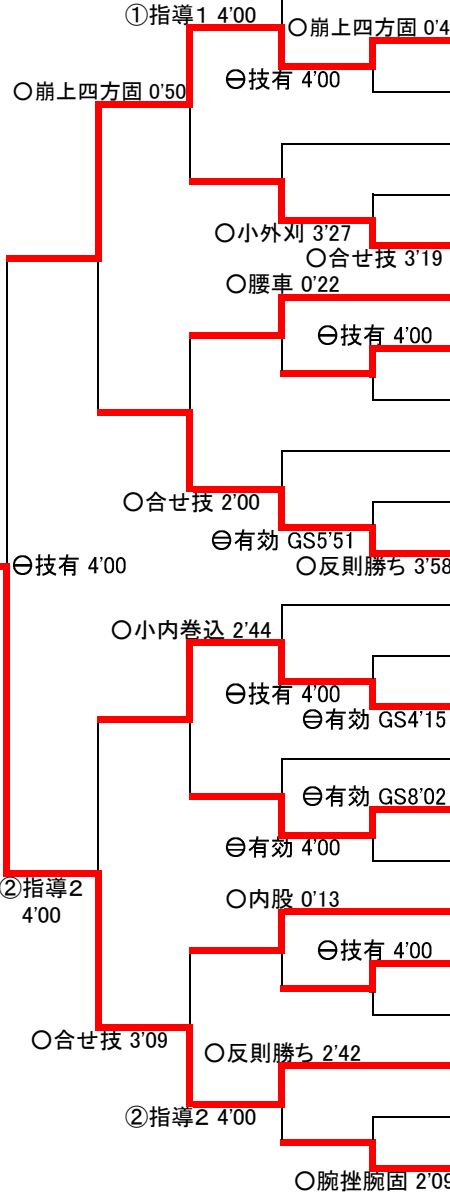 ①指導1 4'00
○崩上四方固 0'4
⊖技有 4'00
○崩上四方固 0'50
○小外刈 3'27
○合せ技 3'19
○腰車 0'22
⊖技有 4'00
○合せ技 2'00
⊖有効 GS5'51
○反則勝ち 3'58
⊖技有 4'00
○小内巻込 2'44
⊖技有 4'00
㊀有効 GS4'15
㊀有効 GS8'02
⊖有効 4'00
②指導2
4'00
○内股 0'13
⊖技有 4'00
○合せ技 3'09
○反則勝ち 2'42
②指導2 4'00
○腕挫腕固 2'09